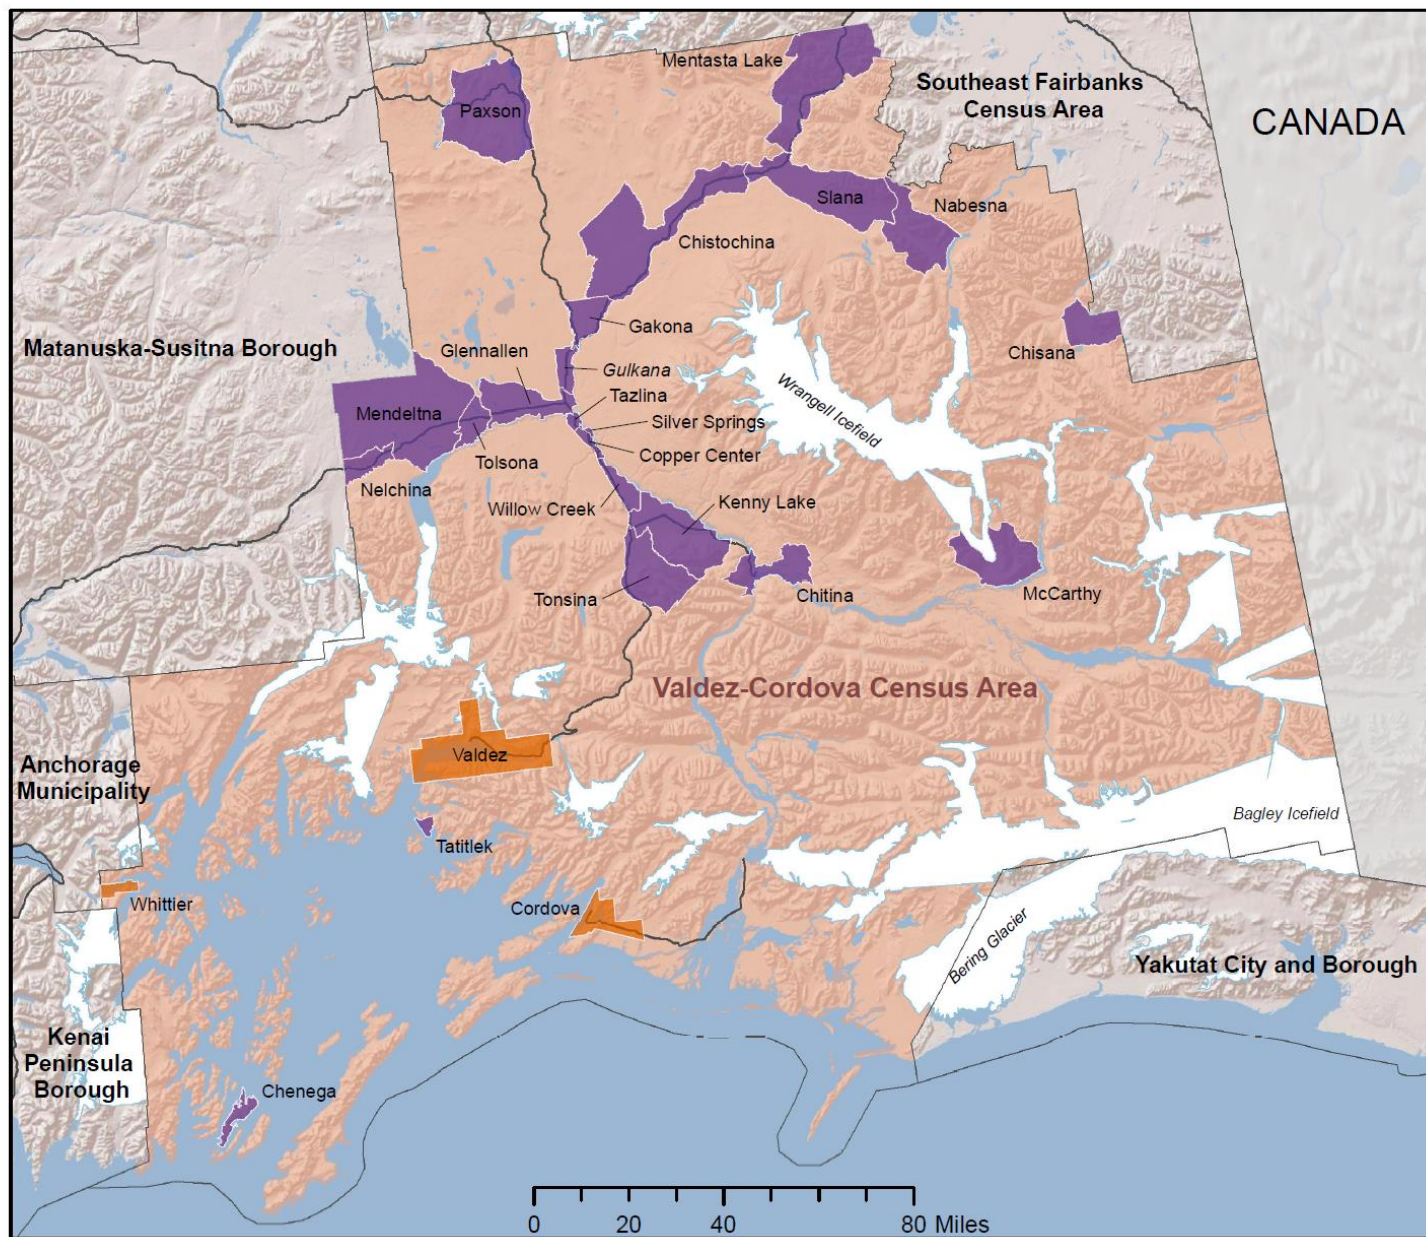 Mentasta Lake
Southeast Fairbanks
Census Area
CANADA
Paxson
Slana
Nabesna
Chistochina
Gakona
Matanuska-Susitna Borough
Glennallen
Chisana
Gulkana
Tazlina
Mendeltna
Wrangell Icefield
Silver Springs
Copper Center
Tolsona
Nelchina
Willow Creek
Kenny Lake
Tonsina
Chitina
McCarthy
Valdez-Cordova Census Area
Valdez
Anchorage
Municipality
Bagley Icefield
Tatitlek
Whittier
Cordova
Bering Glacier
Yakutat City and Borough
Kenai
Peninsula
Borough
Chenega
0 20 40 80 Miles